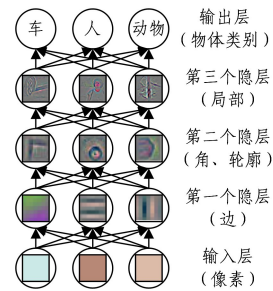 车 人 动物
输出层
(物体类别)
第三个隐层
(局部)
第二个隐层
(角、轮廓)
第一个隐层
(边)
输入层
(像素)